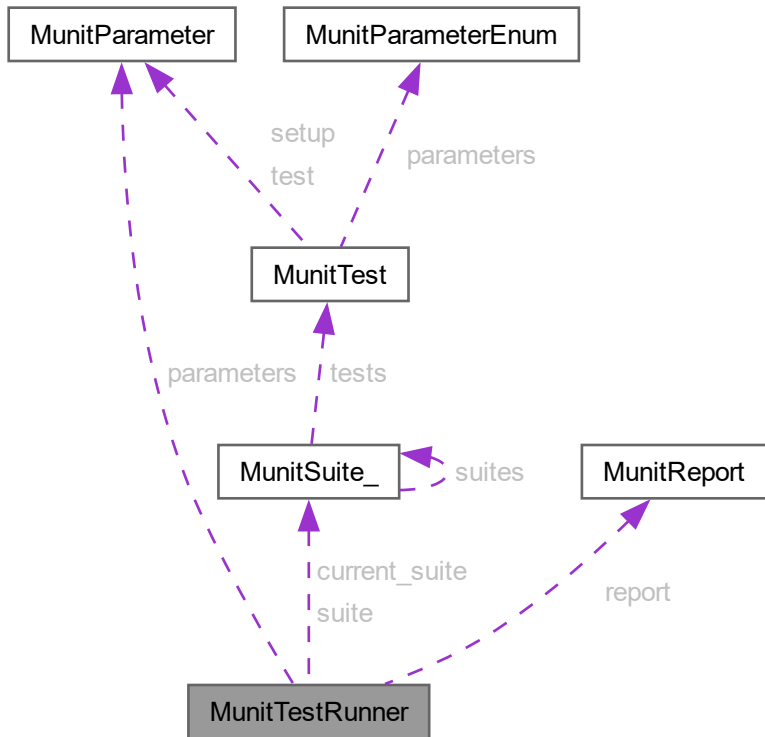 MunitParameter
MunitParameterEnum
setup
test
parameters
MunitTest
parameters
tests
MunitSuite_
suites
MunitReport
current_suite
suite
report
MunitTestRunner